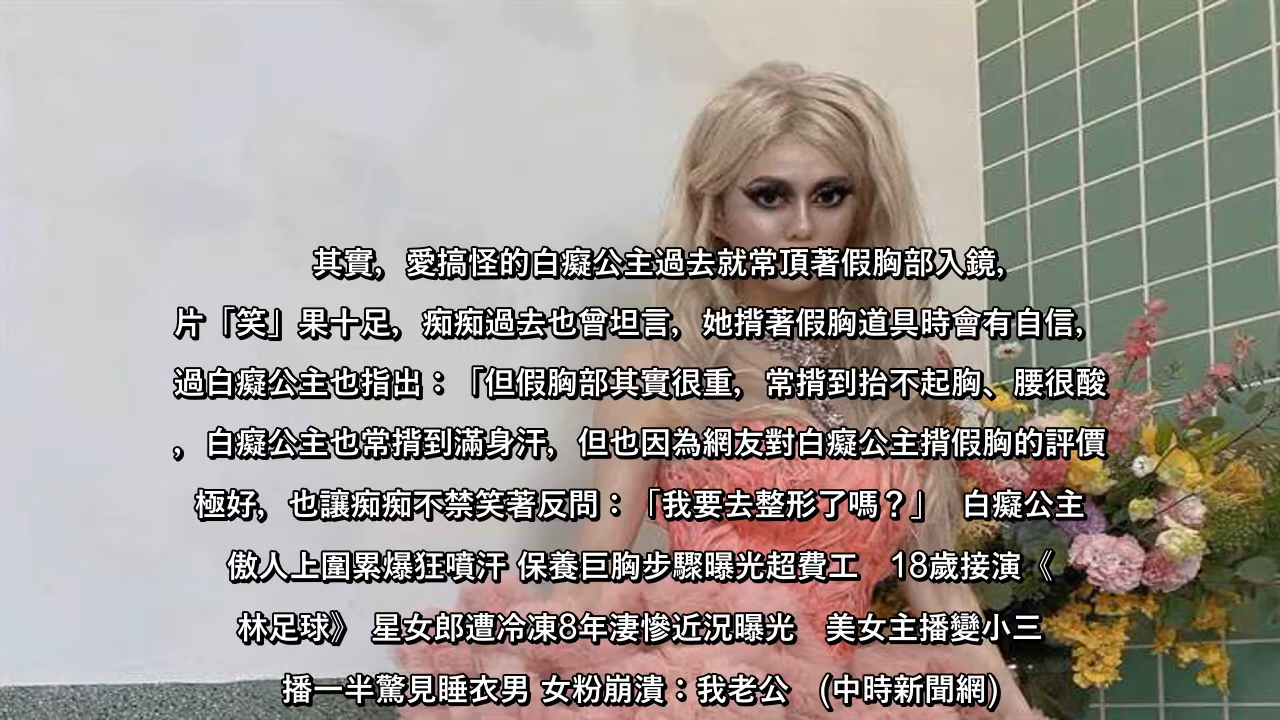 其實，愛搞怪的白癡公主過去就常頂著假胸部入鏡，
片「笑」果十足，痴痴過去也曾坦言，她揹著假胸道具時會有自信，
過白癡公主也指出：「但假胸部其實很重，常揹到抬不起胸、腰很酸
，白癡公主也常揹到滿身汗，但也因為網友對白癡公主揹假胸的評價
極好，也讓痴痴不禁笑著反問：「我要去整形了嗎？」　白癡公主
傲人上圍累爆狂噴汗 保養巨胸步驟曝光超費工　18歲接演《
林足球》 星女郎遭冷凍8年淒慘近況曝光　美女主播變小三
播一半驚見睡衣男 女粉崩潰：我老公　(中時新聞網)